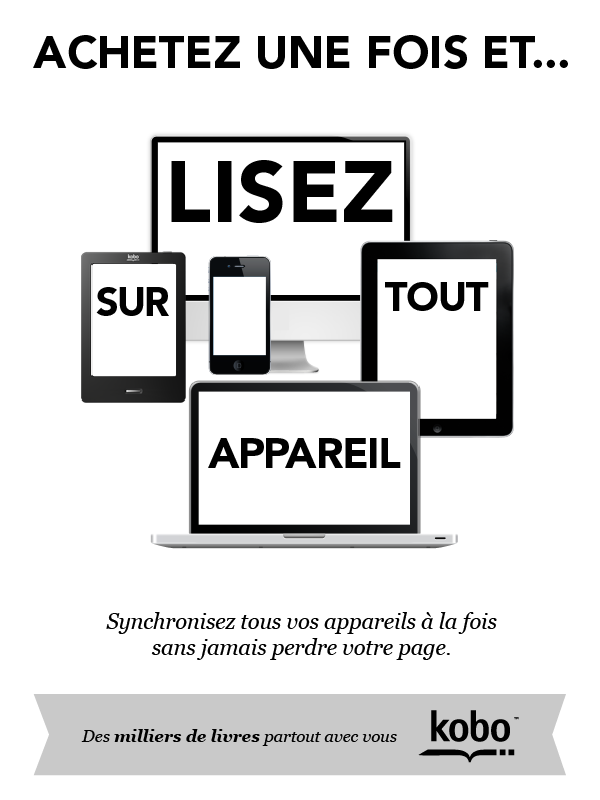 ACHETEZ UNE FOIS ET...
LISEZ
kobo
SUR
TOUT
APPAREIL
Synchronisez tous vos appareils à la fois
sans jamais perdre votre page.
Des milliers de livres partout avec vous
kobo™